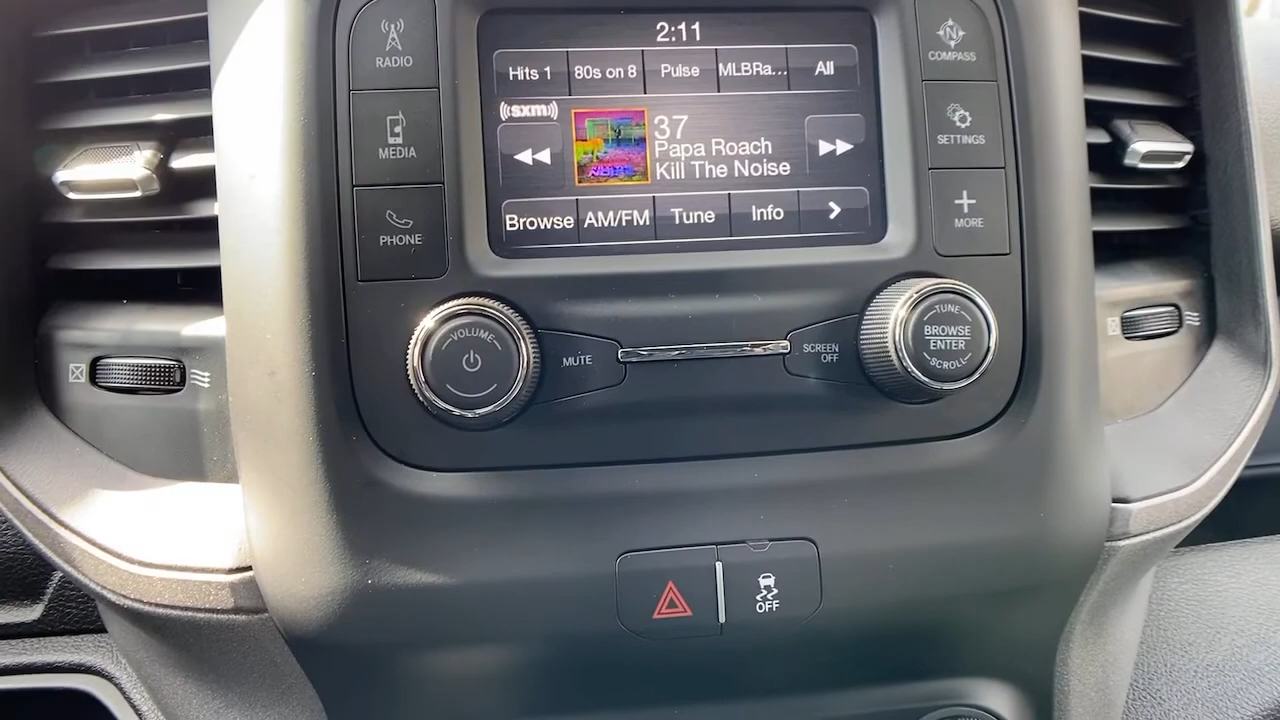 2:11
RADIO
MEDIA
PHONE
Hits 1 80s on 8 Pulse MLBRa... All
((sxm))
37
Papa Roach
Kill The Noise
Browse AM/FM Tune Info
N
COMPASS
SETTINGS
MORE
VOLUME
MUTE
SCREEN
OFF
TUNE
BROWSE
ENTER
SCROLL
OFF